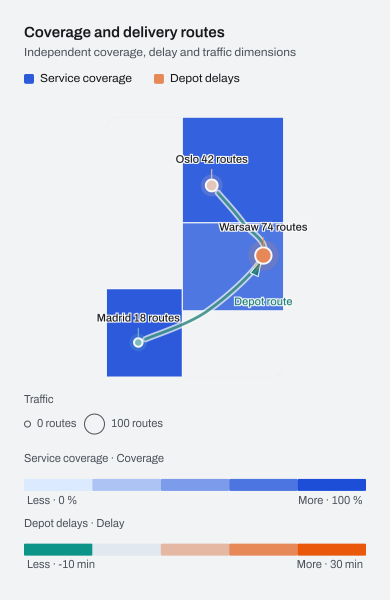 Coverage and delivery routes
Independent coverage, delay and traffic dimensions
Service coverage
Depot delays
Oslo 42 routes
Warsaw 74 routes
Depot route
Madrid 18 routes
Traffic
0 routes
100 routes
Service coverage · Coverage
Less · 0 %
More · 100 %
Depot delays · Delay
Less · -10 min
More · 30 min